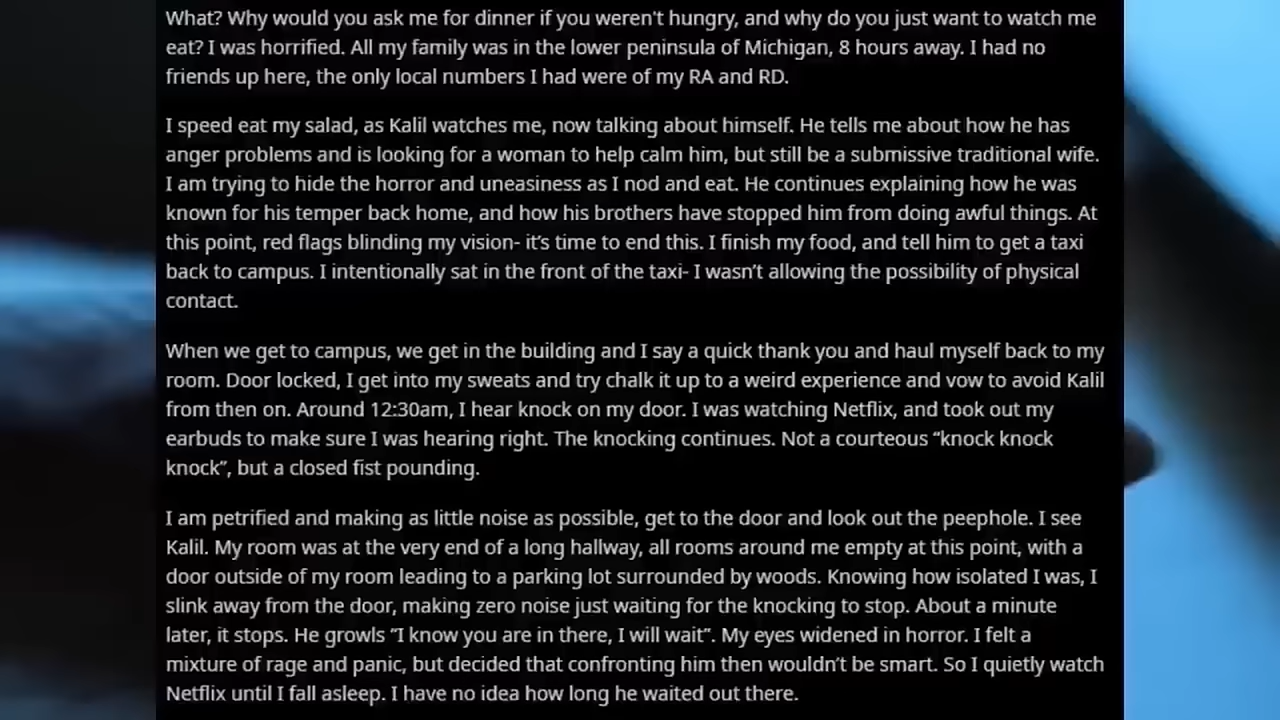 What? Why would you ask me for dinner if you weren't hungry, and why do you just want to watch me
eat? I was horrified. All my family was in the lower peninsula of Michigan, 8 hours away. I had no
friends up here, the only local numbers I had were of my RA and RD.
I speed eat my salad, as Kalil watches me, now talking about himself. He tells me about how he has
anger problems and is looking for a woman to help calm him, but still be a submissive traditional wife.
I am trying to hide the horror and uneasiness as I nod and eat. He continues explaining how he was
known for his temper back home, and how his brothers have stopped him from doing awful things. At
this point, red flags blinding my vision- it’s time to end this. I finish my food, and tell him to get a taxi
back to campus. I intentionally sat in the front of the taxi- I wasn’t allowing the possibility of physical
contact.
When we get to campus, we get in the building and I say a quick thank you and haul myself back to my
room. Door locked, I get into my sweats and try chalk it up to a weird experience and vow to avoid Kalil
from then on. Around 12:30am, I hear knock on my door. I was watching Netflix, and took out my
earbuds to make sure I was hearing right. The knocking continues. Not a courteous “knock knock
knock”, but a closed fist pounding.
I am petrified and making as little noise as possible, get to the door and look out the peephole. I see
Kalil. My room was at the very end of a long hallway, all rooms around me empty at this point, with a
door outside of my room leading to a parking lot surrounded by woods. Knowing how isolated I was, I
slink away from the door, making zero noise just waiting for the knocking to stop. About a minute
later, it stops. He growls “I know you are in there, I will wait”. My eyes widened in horror. I felt a
mixture of rage and panic, but decided that confronting him then wouldn’t be smart. So I quietly watch
Netflix until I fall asleep. I have no idea how long he waited out there.